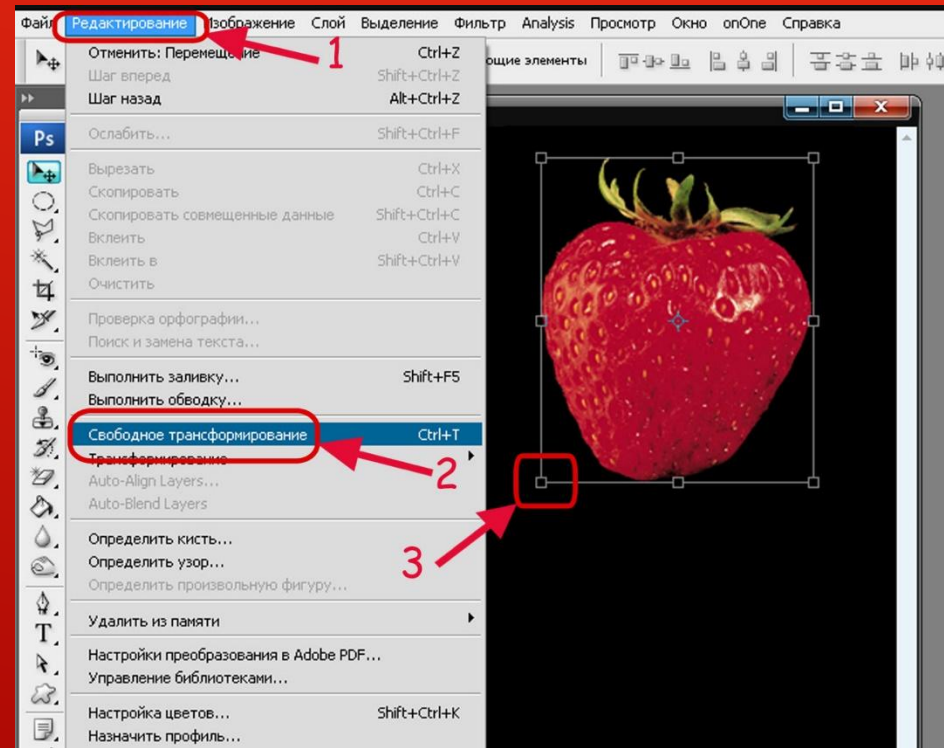 Файл Редактирование Изображение Слой Выделение Фильтр Analysis Просмотр Окно onOne Справка
1
Отменить: Перемещение Ctrl+Z
ющие элементы
Шаг вперед Shift+Ctrl+Z
Шаг назад Alt+Ctrl+Z
Ps
Ослабить... Shift+Ctrl+F
Вырезать Ctrl+X
Скопировать Ctrl+C
Скопировать совмещенные данные Shift+Ctrl+C
Вклеить Ctrl+V
Вклеить в Shift+Ctrl+V
Очистить
Проверка орфографии...
Поиск и замена текста...
Выполнить заливку... Shift+F5
Выполнить обводку...
Свободное трансформирование Ctrl+T
Трансформирование
2
Auto-Align Layers...
Auto-Blend Layers
Определить кисть...
Определить узор...
3
Определить произвольную фигуру...
Удалить из памяти
T
Настройки преобразования в Adobe PDF...
Управление библиотеками...
Настройка цветов... Shift+Ctrl+K
Назначить профиль...